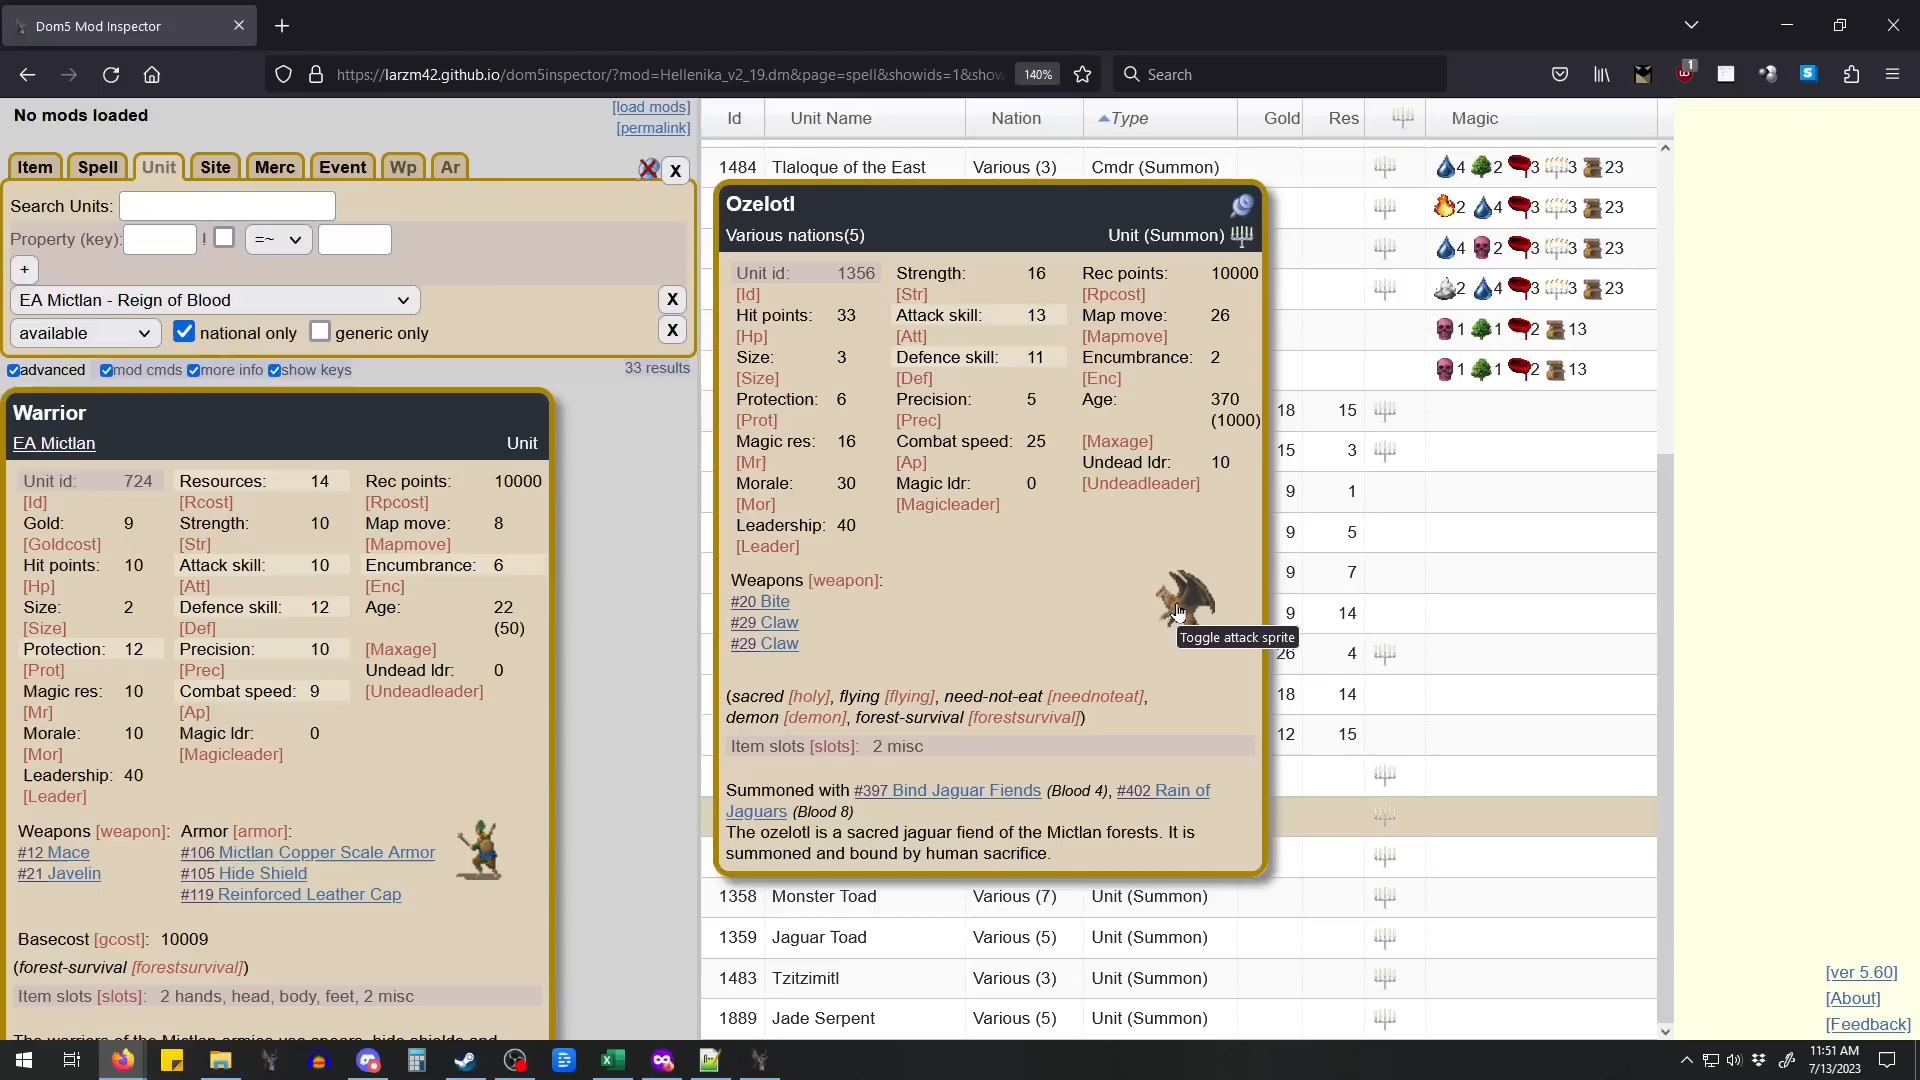 Dom5 Mod Inspector
https://larzm42.github.io/dom5inspector/?mod=Hellenika_v2_19.dm&page=spell&showids=1&show
140%
Search
1
No mods loaded
[load mods]
[permalink]
Item Spell Unit Site Merc Event Wp Ar
X
Search Units:
Property (key): ! =~
+
EA Mictlan - Reign of Blood
X
available national only generic only
X
advanced mod cmds more info show keys 33 results
Warrior
EA Mictlan Unit
Unit id: 724 Resources: 14 Rec points: 10000
[Id] [Rcost] [Rpcost]
Gold: 9 Strength: 10 Map move: 8
[Goldcost] [Str] [Mapmove]
Hit points: 10 Attack skill: 10 Encumbrance: 6
[Hp] [Att] [Enc]
Size: 2 Defence skill: 12 Age: 22
[Size] [Def] (50)
Protection: 12 Precision: 10 [Maxage]
[Prot] [Prec] Undead ldr: 0
Magic res: 10 Combat speed: 9 [Undeadleader]
[Mr] [Ap]
Morale: 10 Magic ldr: 0
[Mor] [Magicleader]
Leadership: 40
[Leader]
Weapons [weapon]: Armor [armor]:
#12 Mace #106 Mictlan Copper Scale Armor
#21 Javelin #105 Hide Shield
#119 Reinforced Leather Cap
Basecost [gcost]: 10009
(forest-survival [forestsurvival])
Item slots [slots]: 2 hands, head, body, feet, 2 misc
Id Unit Name Nation Type Gold Res Magic
1484 Tlaloque of the East Various (3) Cmdr (Summon) 4 2 3 3 23
2 4 3 3 23
4 2 3 3 23
2 4 3 3 23
1 1 2 13
1 1 2 13
18 15
15 3
9 1
9 5
9 7
9 14
26 4
18 14
12 15
Ozelotl
Various nations(5) Unit (Summon)
Unit id: 1356 Strength: 16 Rec points: 10000
[Id] [Str] [Rpcost]
Hit points: 33 Attack skill: 13 Map move: 26
[Hp] [Att] [Mapmove]
Size: 3 Defence skill: 11 Encumbrance: 2
[Size] [Def] [Enc]
Protection: 6 Precision: 5 Age: 370
[Prot] [Prec] (1000)
Magic res: 16 Combat speed: 25 [Maxage]
[Mr] [Ap] Undead ldr: 10
Morale: 30 Magic ldr: 0 [Undeadleader]
[Mor] [Magicleader]
Leadership: 40
[Leader]
Weapons [weapon]:
#20 Bite
#29 Claw
#29 Claw
Toggle attack sprite
(sacred [holy], flying [flying], need-not-eat [neednoteat],
demon [demon], forest-survival [forestsurvival])
Item slots [slots]: 2 misc
Summoned with #397 Bind Jaguar Fiends (Blood 4), #402 Rain of
Jaguars (Blood 8)
The ozelotl is a sacred jaguar fiend of the Mictlan forests. It is
summoned and bound by human sacrifice.
1358 Monster Toad Various (7) Unit (Summon)
1359 Jaguar Toad Various (5) Unit (Summon)
1483 Tzitzimitl Various (3) Unit (Summon)
1889 Jade Serpent Various (5) Unit (Summon)
[ver 5.60]
[About]
[Feedback]
11:51 AM
7/13/2023